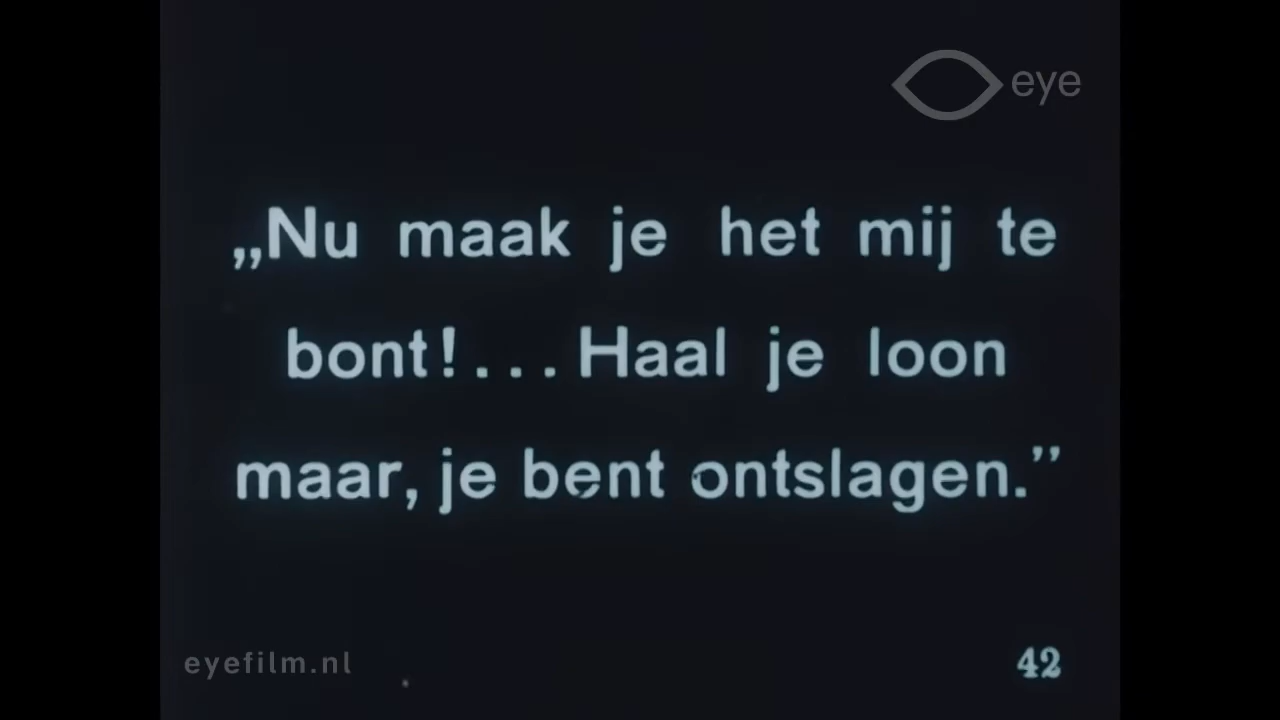 eye
„Nu maak je het mij te
bont!...Haal je loon
maar, je bent ontslagen.”
eyefilm.nl
42